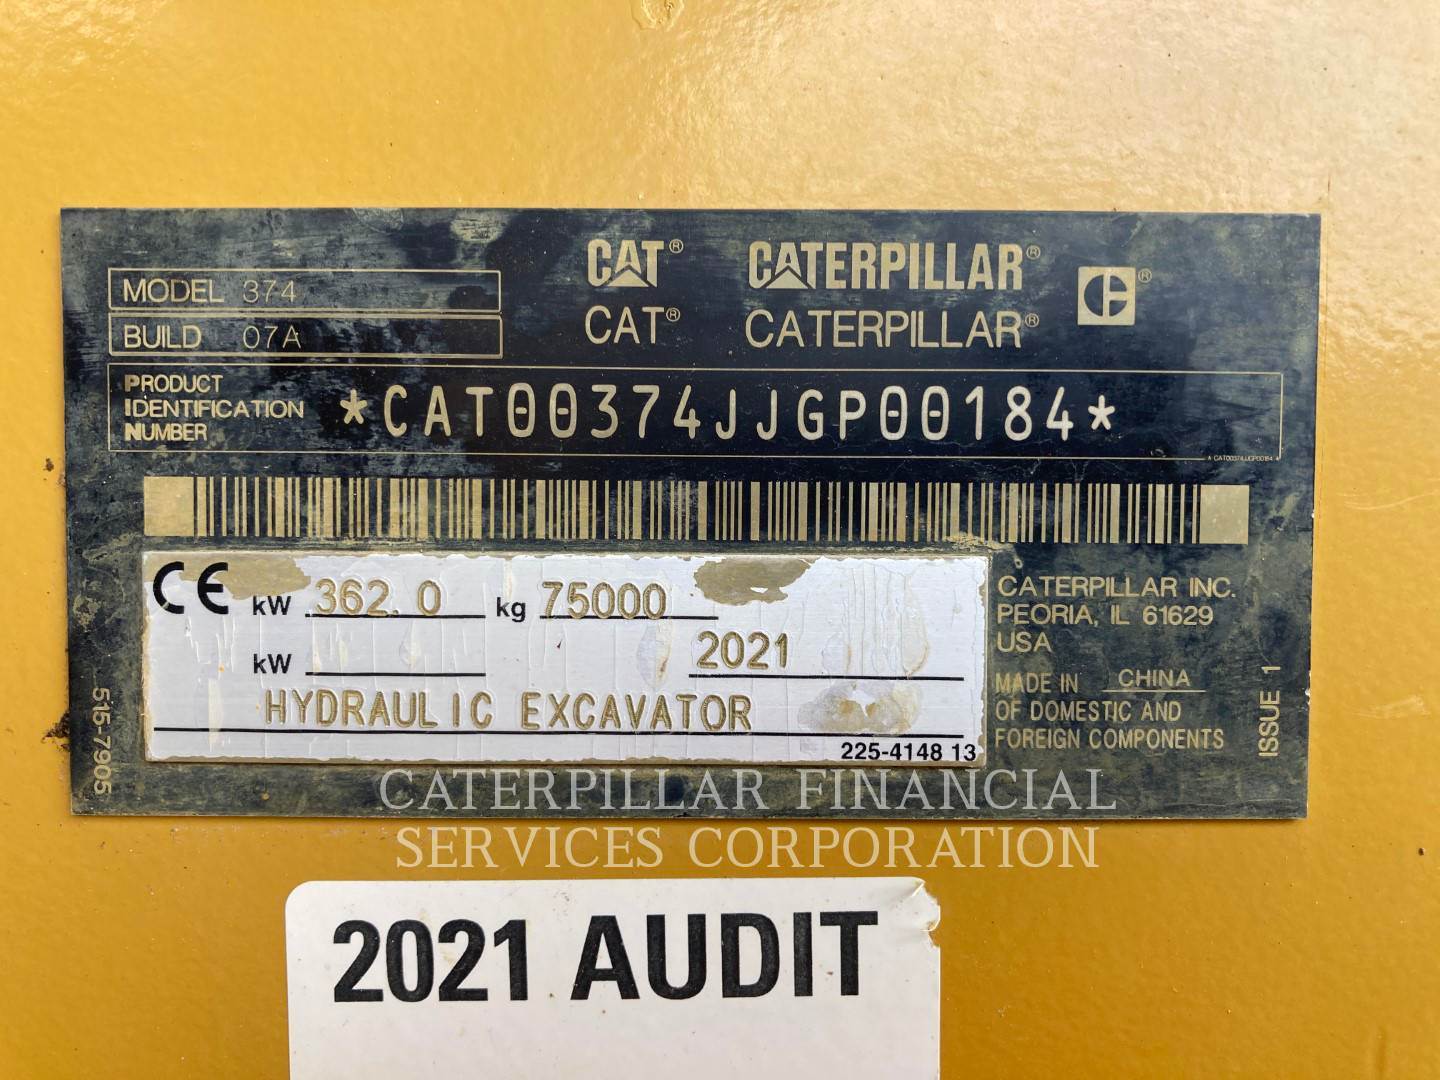 CAT® CATERPILLAR® ®
CAT® CATERPILLAR®
MODEL 374
BUILD 07A
PRODUCT
IDENTIFICATION
NUMBER
*CAT00374JJGP00184*
* CAT00374JJGP00184 *
CE kW 362.0 kg 75000
kW 2021
HYDRAULIC EXCAVATOR
225-4148 13
CATERPILLAR INC.
PEORIA, IL 61629
USA
MADE IN CHINA
OF DOMESTIC AND
FOREIGN COMPONENTS
ISSUE 1
515-7905
CATERPILLAR FINANCIAL
SERVICES CORPORATION
2021 AUDIT